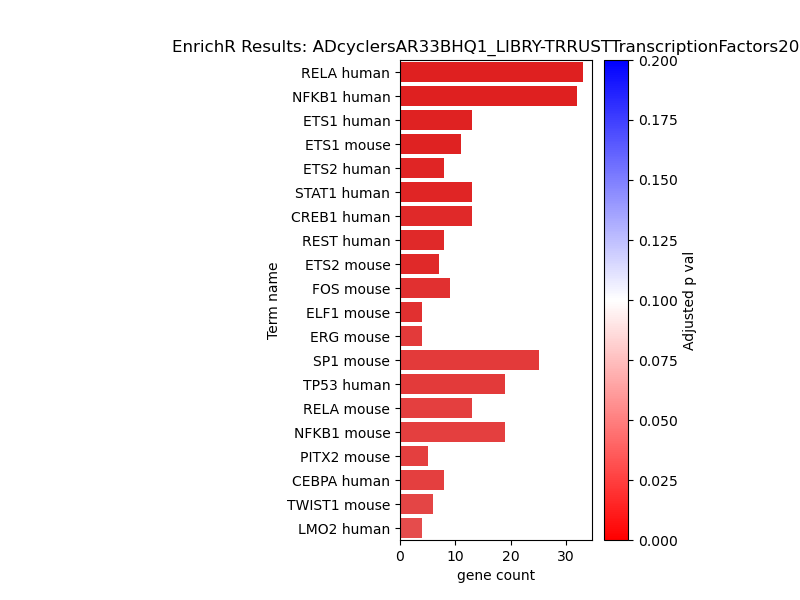 EnrichR Results: ADcyclersAR33BHQ1_LIBRY-TRRUSTTranscriptionFactors20
RELA human
NFKB1 human
ETS1 human
ETS1 mouse
ETS2 human
STAT1 human
CREB1 human
REST human
ETS2 mouse
FOS mouse
ELF1 mouse
ERG mouse
SP1 mouse
TP53 human
RELA mouse
NFKB1 mouse
PITX2 mouse
CEBPA human
TWIST1 mouse
LMO2 human
Term name
0 10 20 30
gene count
0.200
0.175
0.150
0.125
0.100
0.075
0.050
0.025
0.000
Adjusted p val